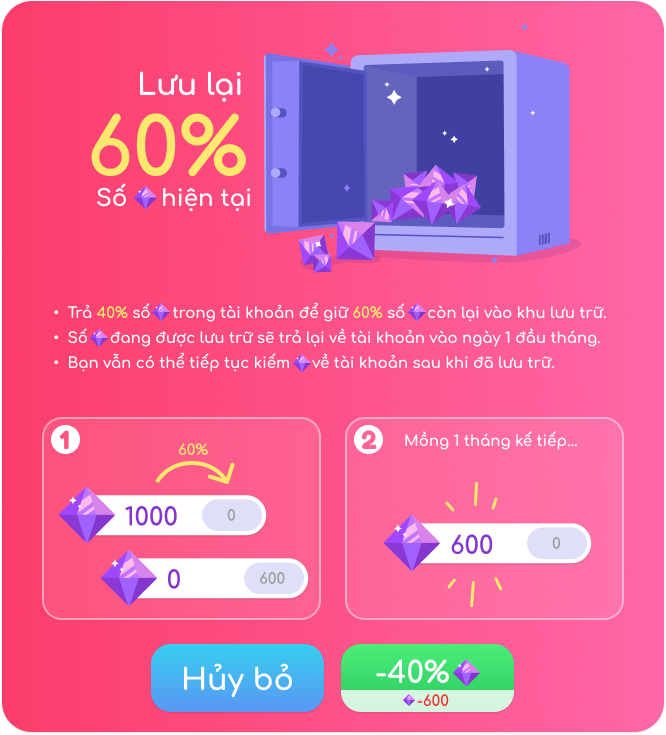 Lưu lại
60%
Số hiện tại
• Trả 40% số trong tài khoản để giữ 60% số còn lại vào khu lưu trữ.
• Số đang được lưu trữ sẽ trả lại về tài khoản vào ngày 1 đầu tháng.
• Bạn vẫn có thể tiếp tục kiếm về tài khoản sau khi đã lưu trữ.
1
60%
1000 0
0 600
2 Mồng 1 tháng kế tiếp...
600 0
Hủy bỏ
-40%
-600